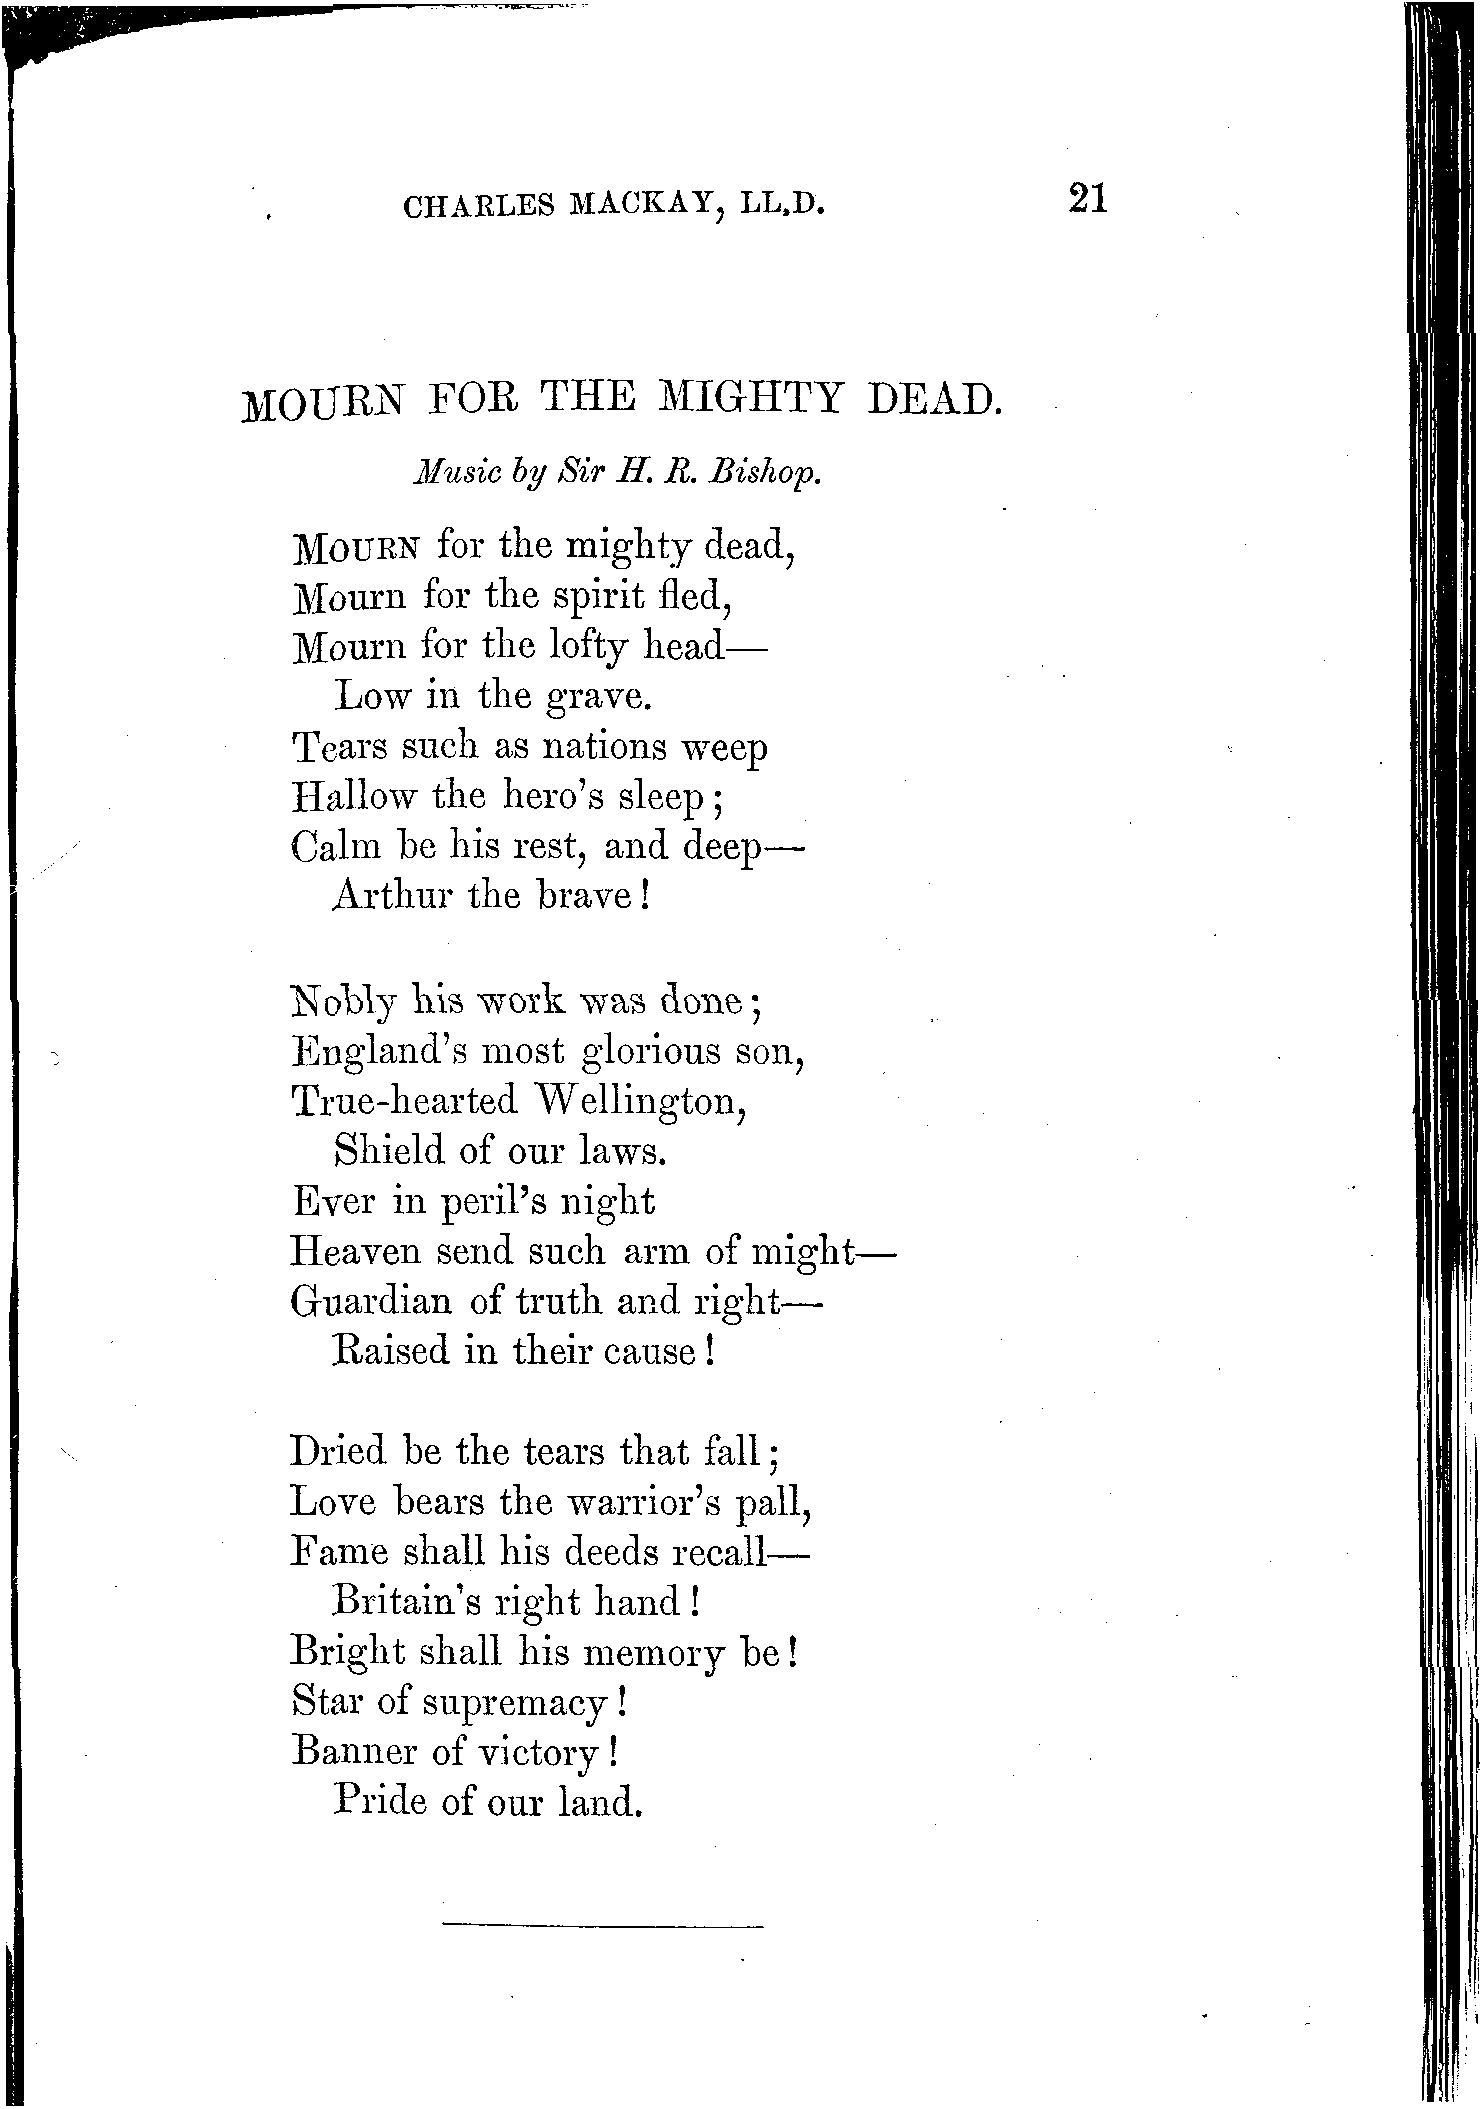 CHARLES MACKAY, LL.D. 21
MOURN FOR THE MIGHTY DEAD.
Music by Sir H. R. Bishop.
MOURN for the mighty dead,
Mourn for the spirit fled,
Mourn for the lofty head—
Low in the grave.
Tears such as nations weep
Hallow the hero's sleep;
Calm be his rest, and deep—
Arthur the brave!
Nobly his work was done;
England's most glorious son,
True-hearted Wellington,
Shield of our laws.
Ever in peril's night
Heaven send such arm of might—
Guardian of truth and right—
Raised in their cause!
Dried be the tears that fall;
Love bears the warrior's pall,
Fame shall his deeds recall—
Britain's right hand!
Bright shall his memory be!
Star of supremacy!
Banner of victory!
Pride of our land.